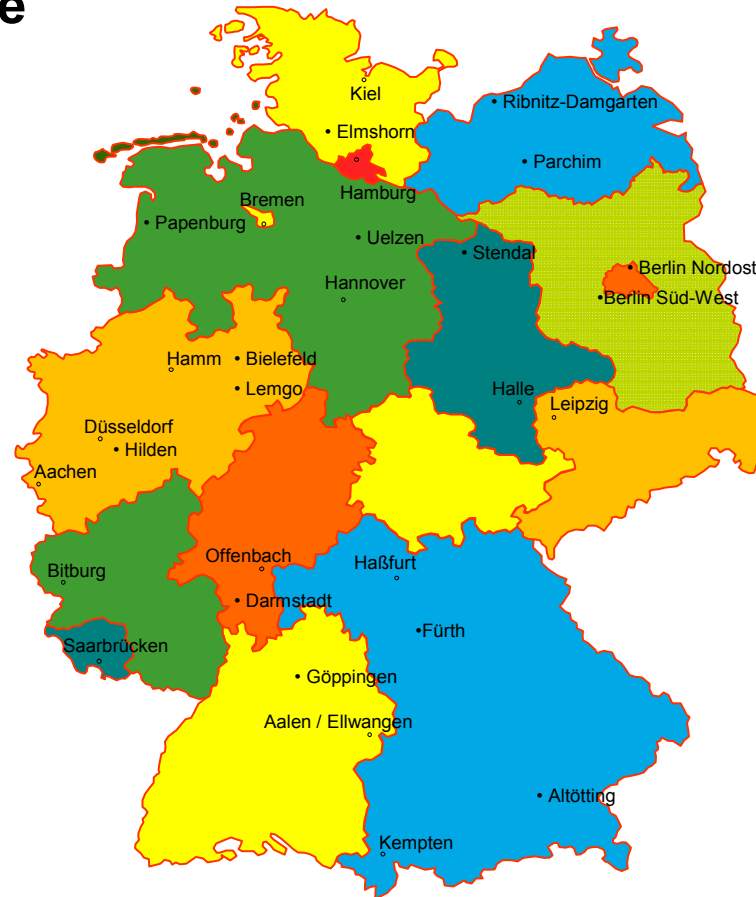 e
Kiel
Ribnitz-Damgarten
Elmshorn
Parchim
Hamburg
Bremen
Papenburg
Uelzen
Stendal
Berlin Nordost
Hannover
Berlin Süd-West
Hamm
Bielefeld
Lemgo
Halle
Leipzig
Düsseldorf
Hilden
Aachen
Offenbach
Haßfurt
Bitburg
Darmstadt
Fürth
Saarbrücken
Göppingen
Aalen / Ellwangen
Altötting
Kempten